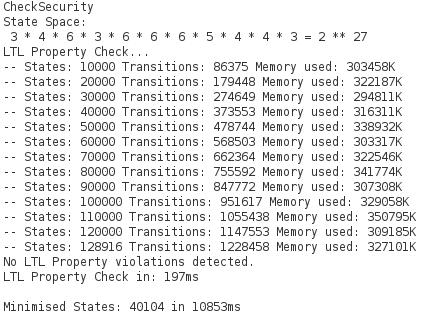 CheckSecurity
State Space:
3 * 4 * 6 * 3 * 6 * 6 * 6 * 5 * 4 * 4 * 3 = 2 ** 27
LTL Property Check...
-- States: 10000 Transitions: 86375 Memory used: 303458K
-- States: 20000 Transitions: 179448 Memory used: 322187K
-- States: 30000 Transitions: 274649 Memory used: 294811K
-- States: 40000 Transitions: 373553 Memory used: 316311K
-- States: 50000 Transitions: 478744 Memory used: 338932K
-- States: 60000 Transitions: 568503 Memory used: 303317K
-- States: 70000 Transitions: 662364 Memory used: 322546K
-- States: 80000 Transitions: 755592 Memory used: 341774K
-- States: 90000 Transitions: 847772 Memory used: 307308K
-- States: 100000 Transitions: 951617 Memory used: 329058K
-- States: 110000 Transitions: 1055438 Memory used: 350795K
-- States: 120000 Transitions: 1147553 Memory used: 309185K
-- States: 128916 Transitions: 1228458 Memory used: 327101K
No LTL Property violations detected.
LTL Property Check in: 197ms
Minimised States: 40104 in 10853ms